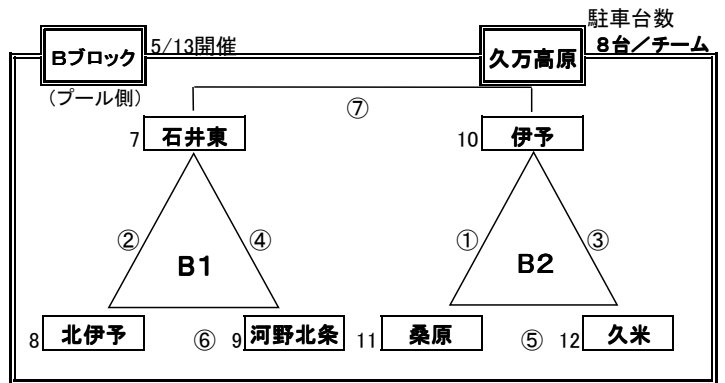 駐車台数
Bブロック 5/13開催 久万高原 8台/チーム
(プール側)
⑦
7 石井東 10 伊予
② ④ ① ③
B1 B2
8 北伊予 ⑥ 9 河野北条 11 桑原 ⑤ 12 久米